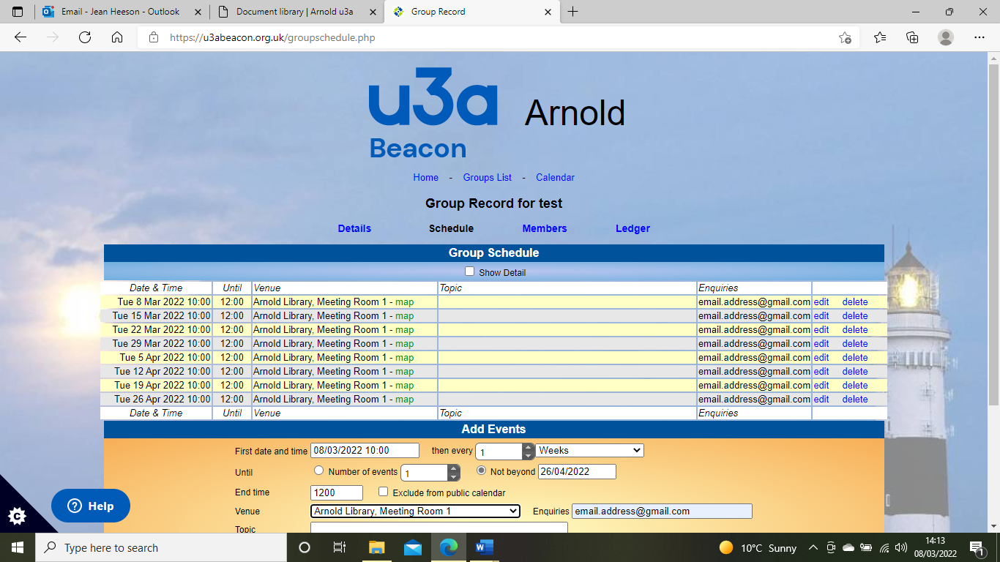 Email - Jean Heeson - Outlook
Document library | Arnold u3a
Group Record
https://u3abeacon.org.uk/groupschedule.php
u3a Arnold
Beacon
Home - Groups List - Calendar
Group Record for test
Details Schedule Members Ledger
Group Schedule
Show Detail
Date & Time Until Venue Topic Enquiries
Tue 8 Mar 2022 10:00 12:00 Arnold Library, Meeting Room 1 - map email.address@gmail.com edit delete
Tue 15 Mar 2022 10:00 12:00 Arnold Library, Meeting Room 1 - map email.address@gmail.com edit delete
Tue 22 Mar 2022 10:00 12:00 Arnold Library, Meeting Room 1 - map email.address@gmail.com edit delete
Tue 29 Mar 2022 10:00 12:00 Arnold Library, Meeting Room 1 - map email.address@gmail.com edit delete
Tue 5 Apr 2022 10:00 12:00 Arnold Library, Meeting Room 1 - map email.address@gmail.com edit delete
Tue 12 Apr 2022 10:00 12:00 Arnold Library, Meeting Room 1 - map email.address@gmail.com edit delete
Tue 19 Apr 2022 10:00 12:00 Arnold Library, Meeting Room 1 - map email.address@gmail.com edit delete
Tue 26 Apr 2022 10:00 12:00 Arnold Library, Meeting Room 1 - map email.address@gmail.com edit delete
Date & Time Until Venue Topic Enquiries
Add Events
First date and time 08/03/2022 10:00 then every 1 Weeks
Until Number of events 1 Not beyond 26/04/2022
End time 1200 Exclude from public calendar
Venue Arnold Library, Meeting Room 1 Enquiries email.address@gmail.com
Topic
Help
Type here to search
10°C Sunny
14:13
08/03/2022
1